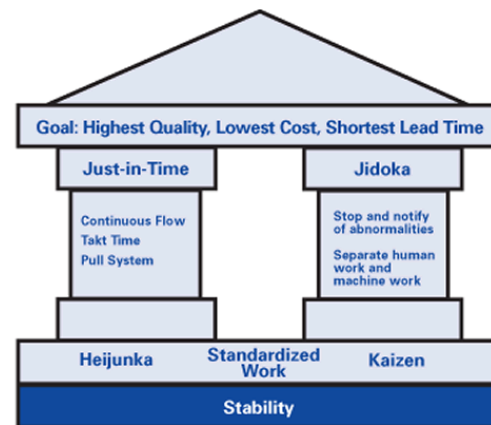 Goal: Highest Quality, Lowest Cost, Shortest Lead Time
Just-in-Time
Continuous Flow
Takt Time
Pull System
Jidoka
Stop and notify
of abnormalities
Separate human
work and
machine work
Heijunka
Standardized
Work
Kaizen
Stability